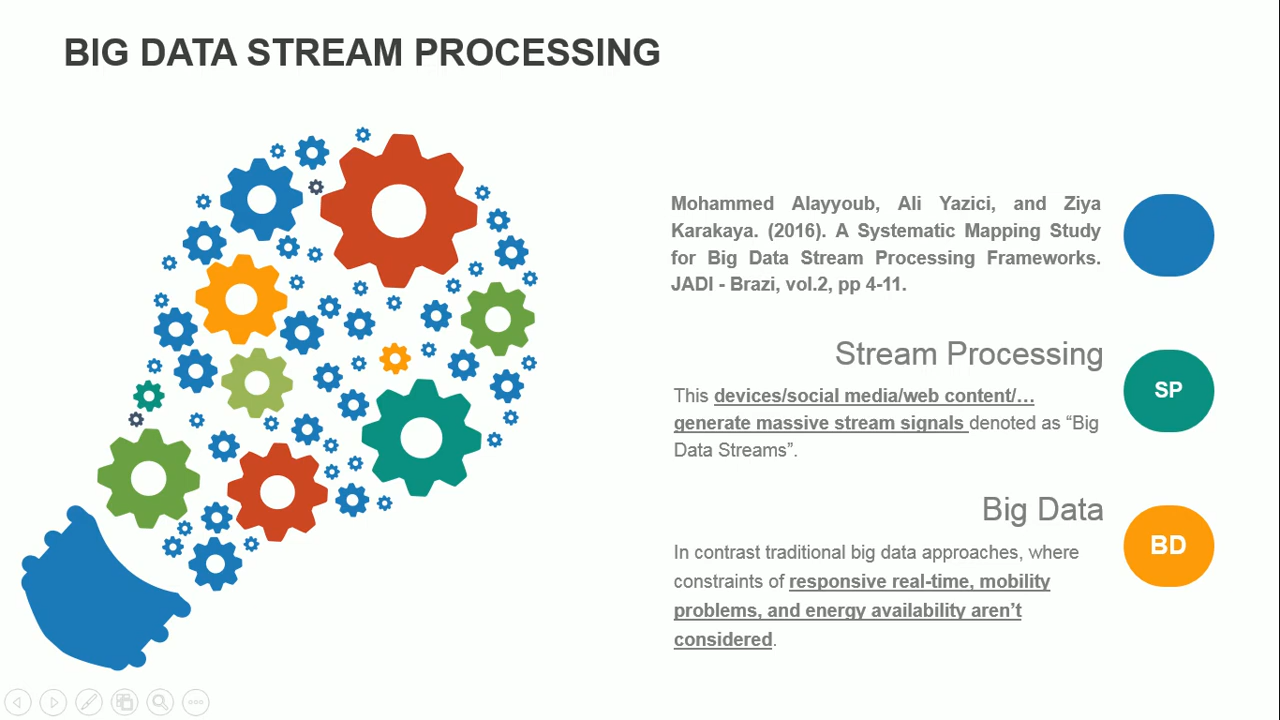 BIG DATA STREAM PROCESSING
Mohammed Alayyoub, Ali Yazici, and Ziya
Karakaya. (2016). A Systematic Mapping Study
for Big Data Stream Processing Frameworks.
JADI - Brazi, vol.2, pp 4-11.
Stream Processing
This devices/social media/web content/…
generate massive stream signals denoted as “Big
Data Streams”.
SP
Big Data
In contrast traditional big data approaches, where
constraints of responsive real-time, mobility
problems, and energy availability aren’t
considered.
BD